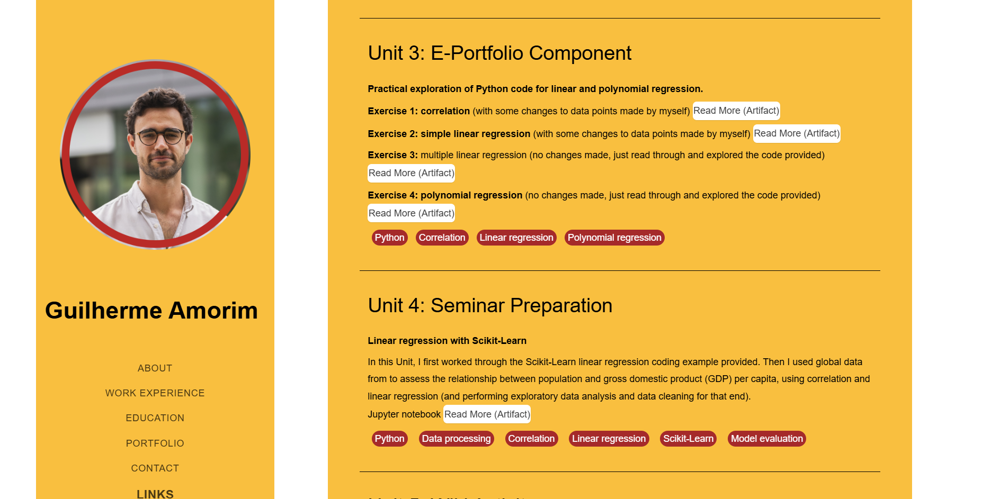 Guilherme Amorim
ABOUT
WORK EXPERIENCE
EDUCATION
PORTFOLIO
CONTACT
LINKS
Unit 3: E-Portfolio Component
Practical exploration of Python code for linear and polynomial regression.
Exercise 1: correlation (with some changes to data points made by myself) Read More (Artifact)
Exercise 2: simple linear regression (with some changes to data points made by myself) Read More (Artifact)
Exercise 3: multiple linear regression (no changes made, just read through and explored the code provided)
Read More (Artifact)
Exercise 4: polynomial regression (no changes made, just read through and explored the code provided)
Read More (Artifact)
Python Correlation Linear regression Polynomial regression
Unit 4: Seminar Preparation
Linear regression with Scikit-Learn
In this Unit, I first worked through the Scikit-Learn linear regression coding example provided. Then I used global data
from to assess the relationship between population and gross domestic product (GDP) per capita, using correlation and
linear regression (and performing exploratory data analysis and data cleaning for that end).
Jupyter notebook Read More (Artifact)
Python Data processing Correlation Linear regression Scikit-Learn Model evaluation